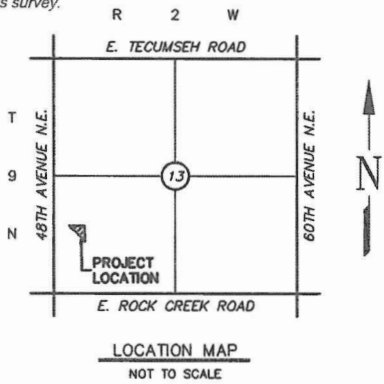 s survey.
R 2 W
E. TECUMSEH ROAD
T
9
N
48TH AVENUE N.E.
13
60TH AVENUE N.E.
N
PROJECT
LOCATION
E. ROCK CREEK ROAD
LOCATION MAP
NOT TO SCALE